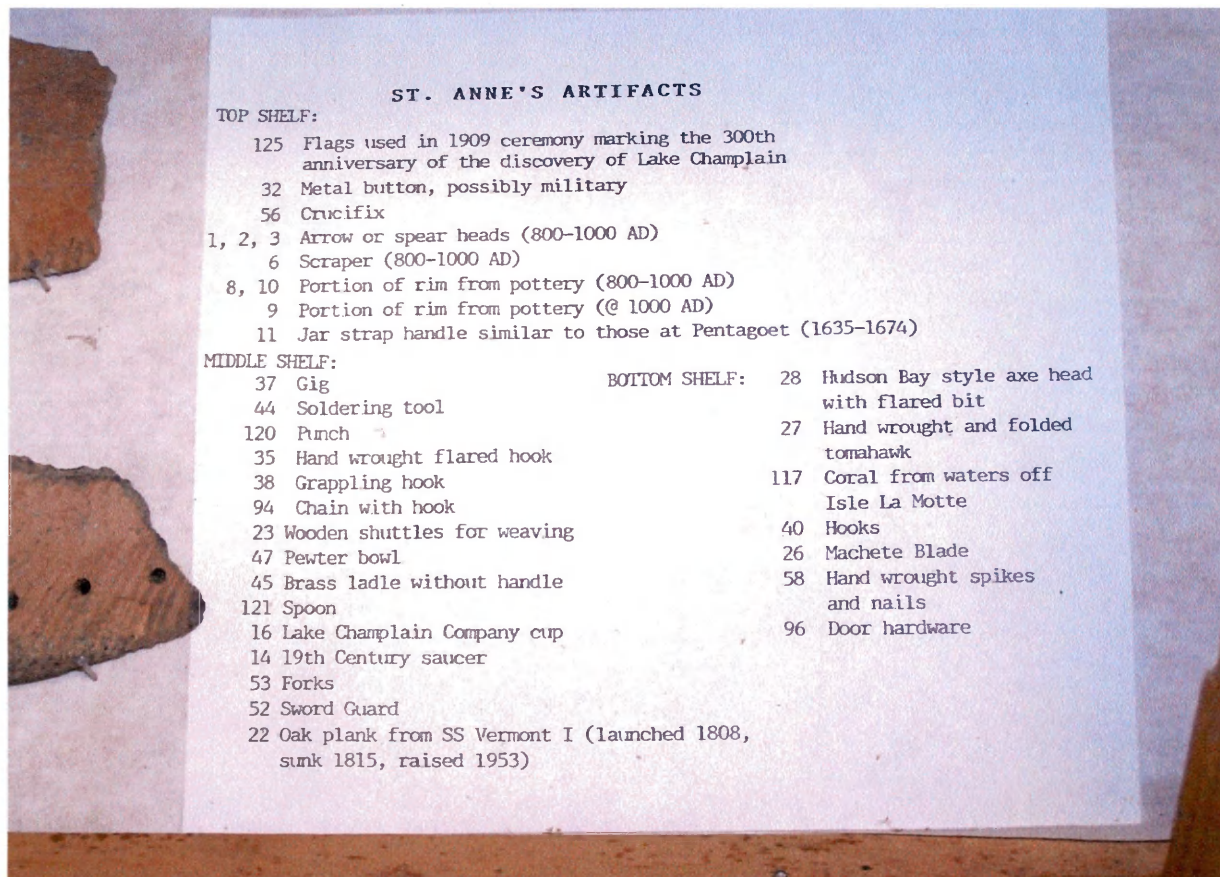 ST. ANNE'S ARTIFACTS
TOP SHELF:
125 Flags used in 1909 ceremony marking the 300th
anniversary of the discovery of Lake Champlain
32 Metal button, possibly military
56 Crucifix
1, 2, 3 Arrow or spear heads (800-1000 AD)
6 Scraper (800-1000 AD)
8, 10 Portion of rim from pottery (800-1000 AD)
9 Portion of rim from pottery (@ 1000 AD)
11 Jar strap handle similar to those at Pentagoet (1635-1674)
MIDDLE SHELF:
37 Gig
44 Soldering tool
120 Punch
35 Hand wrought flared hook
38 Grappling hook
94 Chain with hook
23 Wooden shuttles for weaving
47 Pewter bowl
45 Brass ladle without handle
121 Spoon
16 Lake Champlain Company cup
14 19th Century saucer
53 Forks
52 Sword Guard
22 Oak plank from SS Vermont I (launched 1808,
sunk 1815, raised 1953)
BOTTOM SHELF: 28 Hudson Bay style axe head
with flared bit
27 Hand wrought and folded
tomahawk
117 Coral from waters off
Isle La Motte
40 Hooks
26 Machete Blade
58 Hand wrought spikes
and nails
96 Door hardware